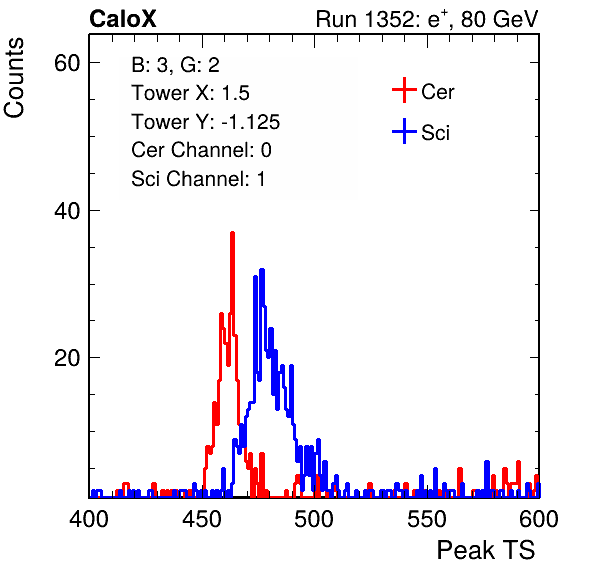 CaloX
Run 1352: e+, 80 GeV
Counts
60
40
20
B: 3, G: 2
Tower X: 1.5
Tower Y: -1.125
Cer Channel: 0
Sci Channel: 1
Cer
Sci
400 450 500 550 600
Peak TS